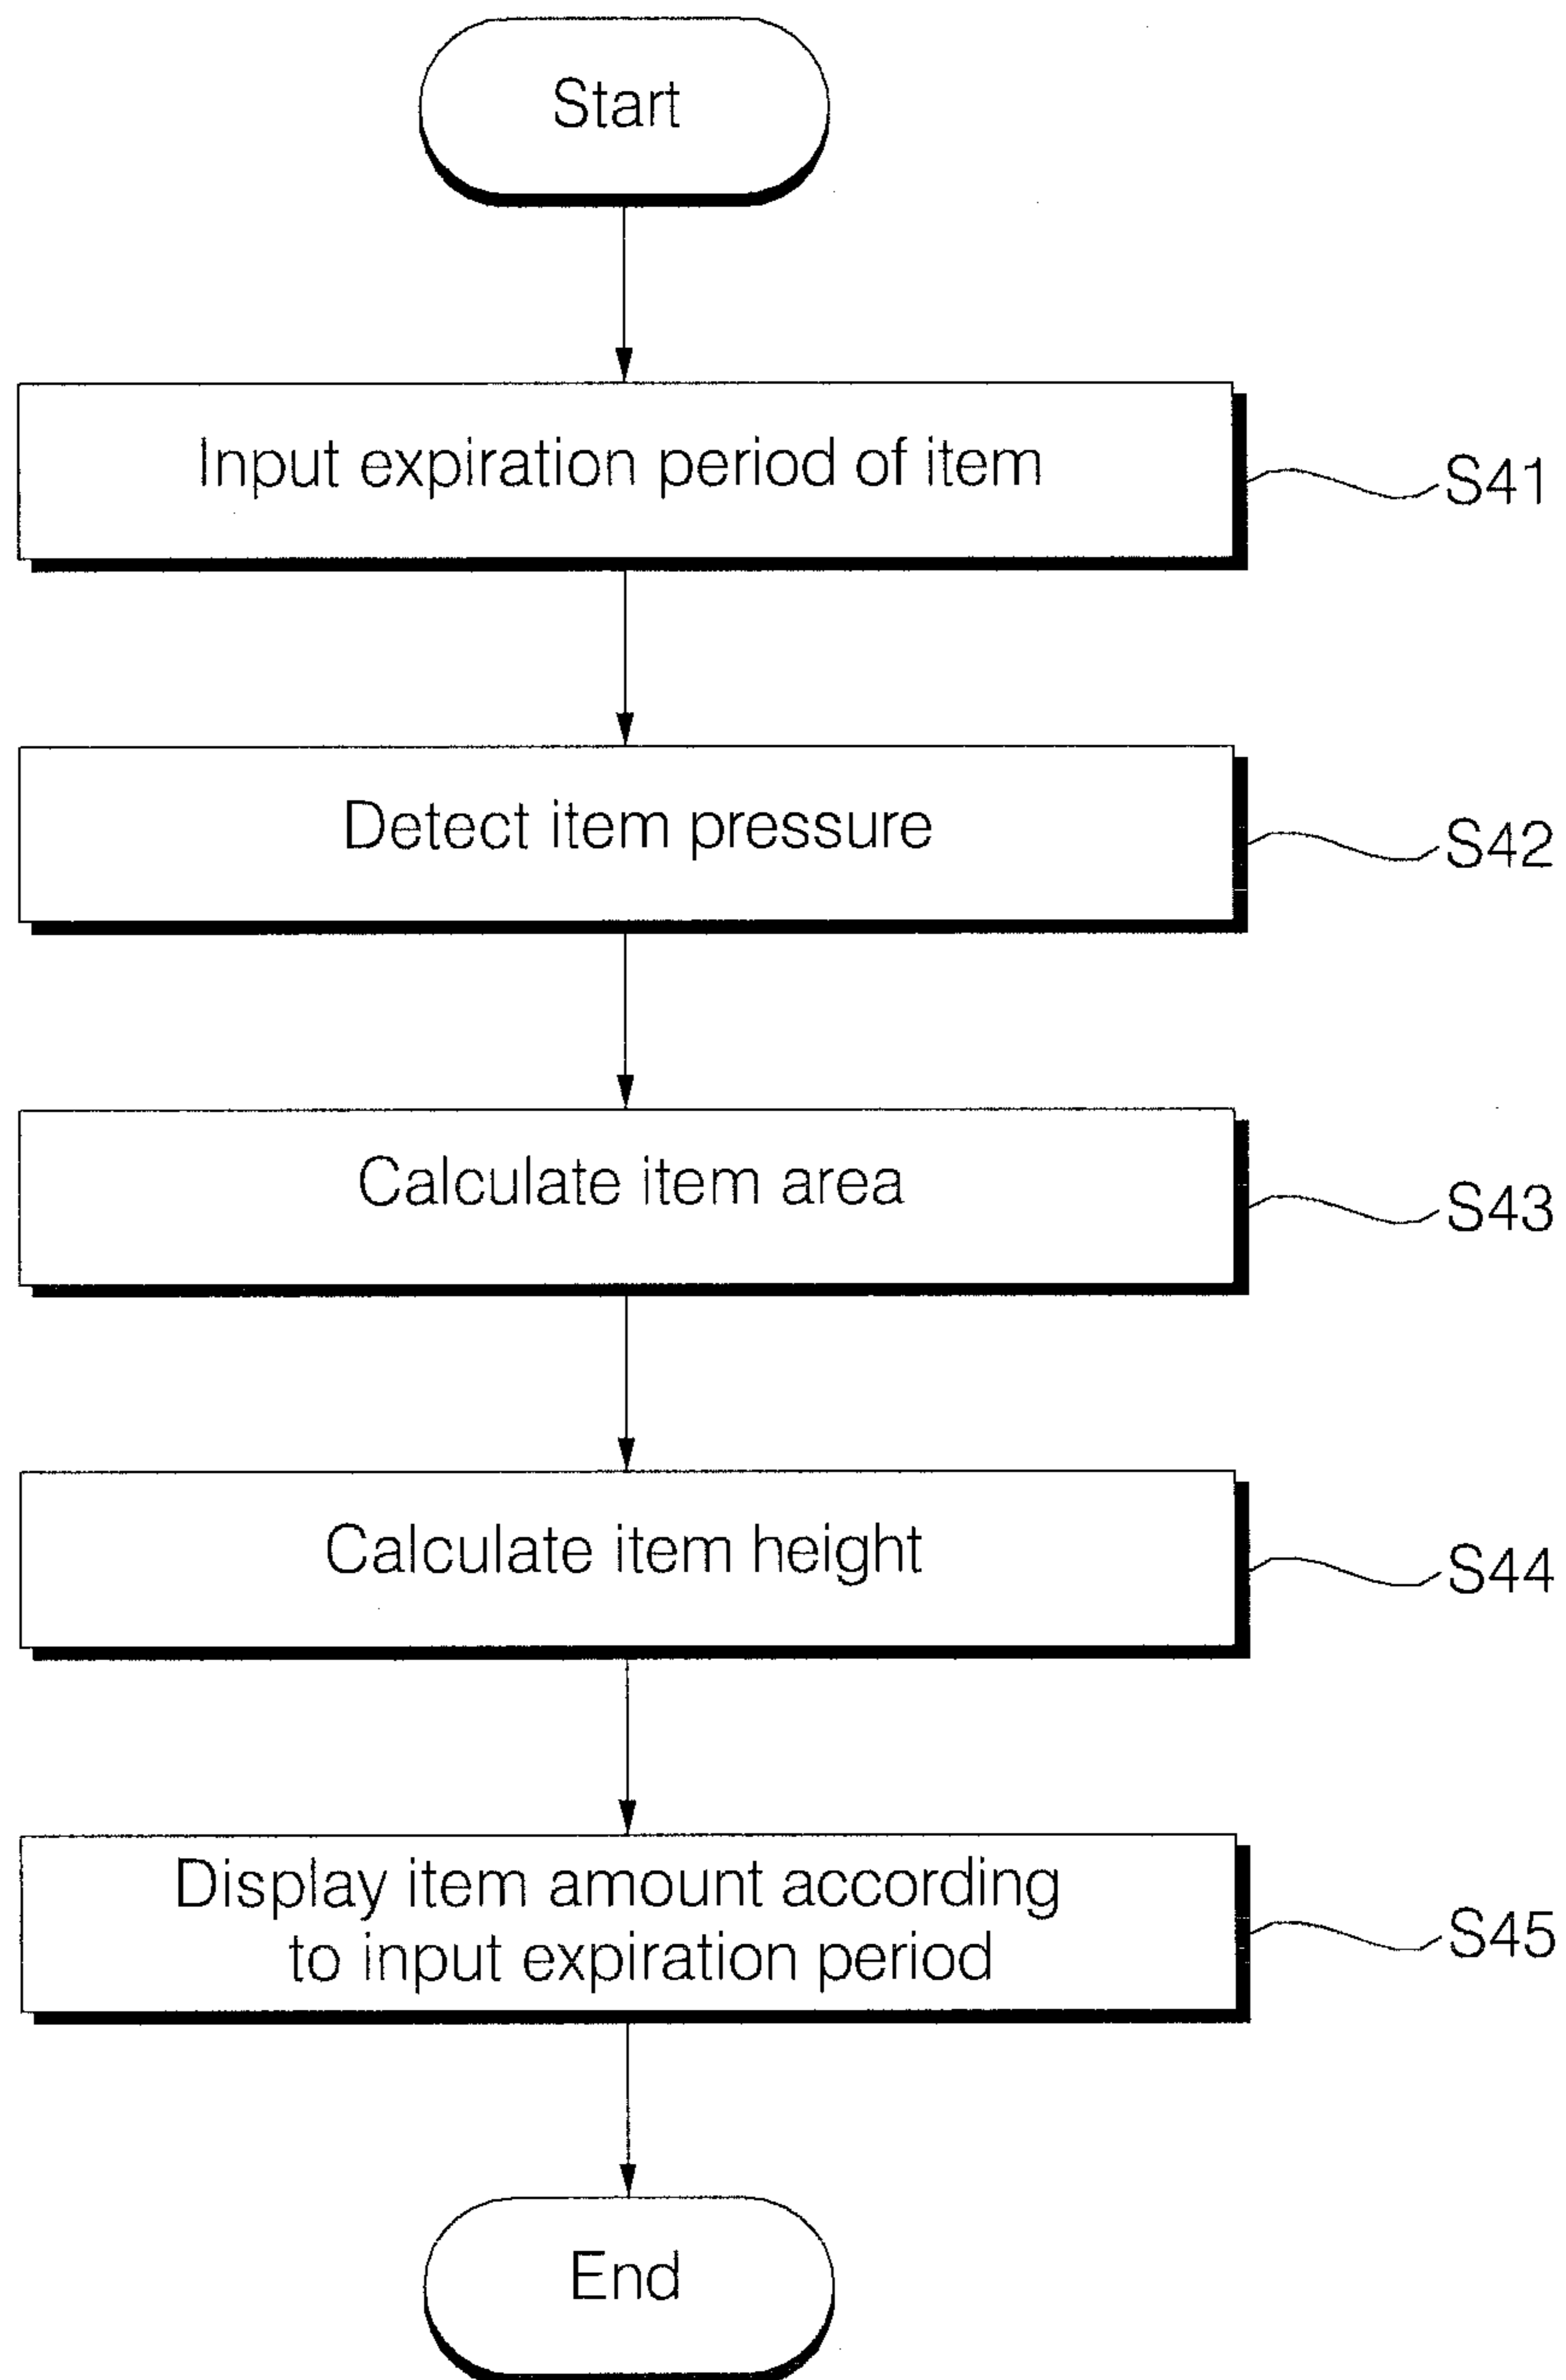 Start
Input expiration period of item
S41
Detect item pressure
S42
Calculate item area
S43
Calculate item height
S44
Display item amount according
to input expiration period
S45
End